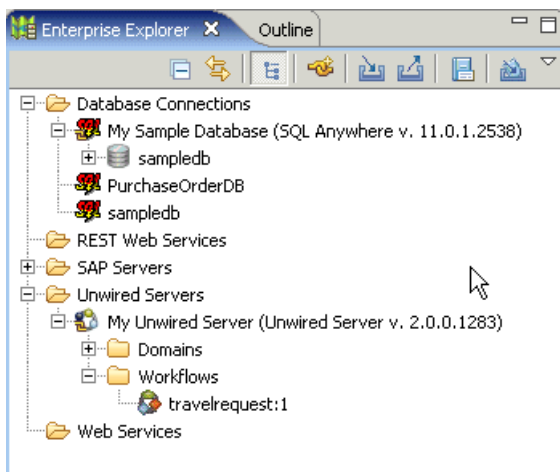 Enterprise Explorer Outline
Database Connections
My Sample Database (SQL Anywhere v. 11.0.1.2538)
sampledb
PurchaseOrderDB
sampledb
REST Web Services
SAP Servers
Unwired Servers
My Unwired Server (Unwired Server v. 2.0.0.1283)
Domains
Workflows
travelrequest:1
Web Services